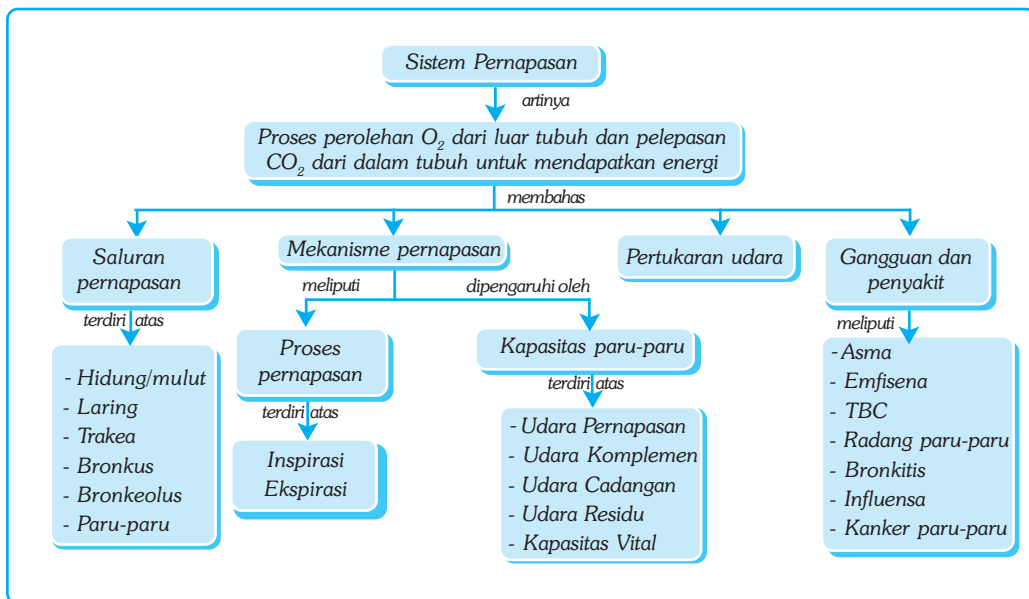 Sistem Pernapasan
artinya
Proses perolehan O₂ dari luar tubuh dan pelepasan
CO₂ dari dalam tubuh untuk mendapatkan energi
membahas
Saluran
pernapasan
terdiri atas
- Hidung/mulut
- Laring
- Trakea
- Bronkus
- Bronkeolus
- Paru-paru
Mekanisme pernapasan
meliputi
dipengaruhi oleh
Proses
pernapasan
terdiri atas
Inspirasi
Ekspirasi
Kapasitas paru-paru
terdiri atas
- Udara Pernapasan
- Udara Komplemen
- Udara Cadangan
- Udara Residu
- Kapasitas Vital
Pertukaran udara
Gangguan dan
penyakit
meliputi
- Asma
- Emfisena
- TBC
- Radang paru-paru
- Bronkitis
- Influensa
- Kanker paru-paru